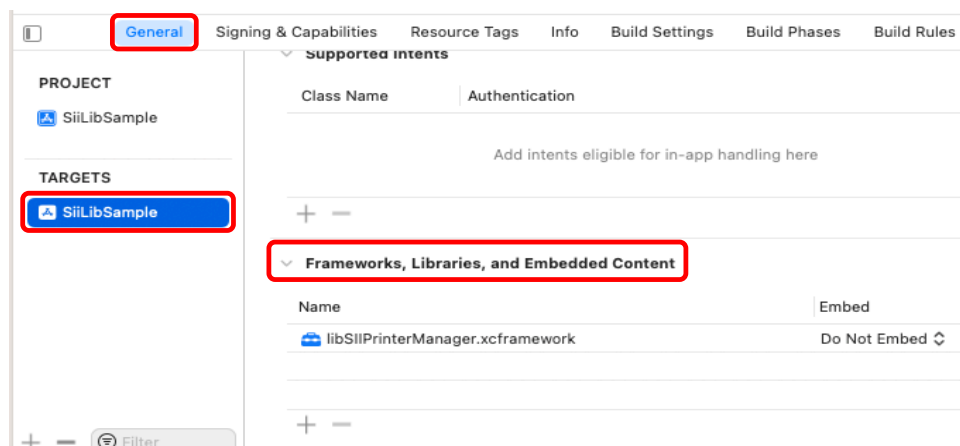 General Signing & Capabilities Resource Tags Info Build Settings Build Phases Build Rules
Supported Intents
PROJECT
Class Name Authentication
SiiLibSample
Add intents eligible for in-app handling here
TARGETS
SiiLibSample
Frameworks, Libraries, and Embedded Content
Name Embed
libSIIPrinterManager.xcframework Do Not Embed
Filter